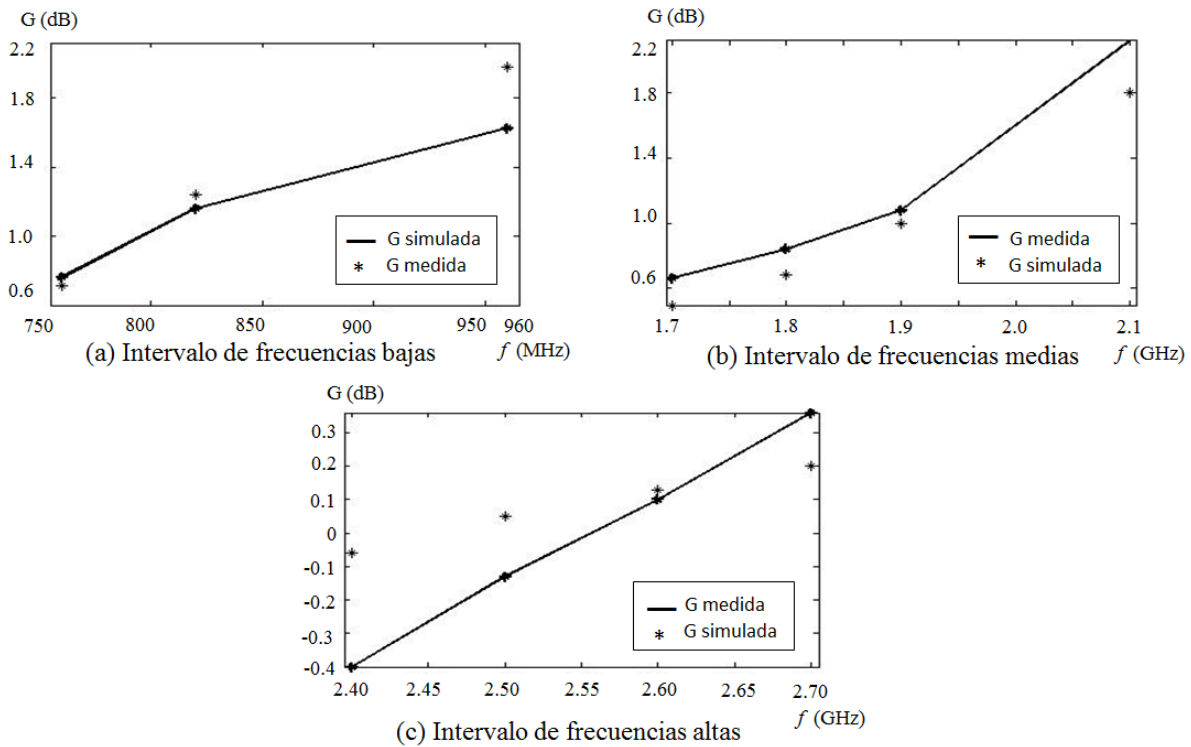 G (dB)
2.2
1.8
1.4
1.0
0.6
750
800
850
900
950
960
G simulada
* G medida
(a) Intervalo de frecuencias bajas
f (MHz)
G (dB)
2.2
1.8
1.4
1.0
0.6
1.7
1.8
1.9
2.0
2.1
G medida
* G simulada
(b) Intervalo de frecuencias medias
f (GHz)
G (dB)
0.3
0.2
0.1
0
-0.1
-0.2
-0.3
-0.4
2.40
2.45
2.50
2.55
2.60
2.65
2.70
G medida
* G simulada
(c) Intervalo de frecuencias altas
f (GHz)